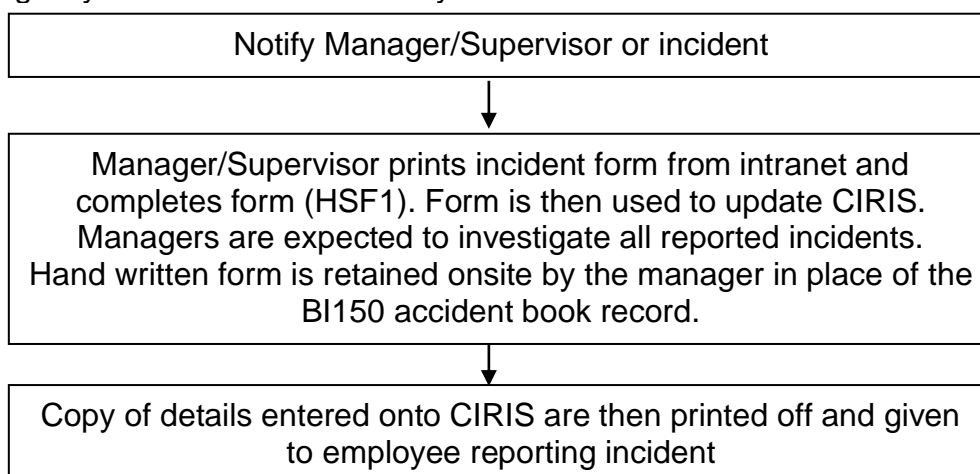 Notify Manager/Supervisor or incident
Manager/Supervisor prints incident form from intranet and
completes form (HSF1). Form is then used to update CIRIS.
Managers are expected to investigate all reported incidents.
Hand written form is retained onsite by the manager in place of the
BI150 accident book record.
Copy of details entered onto CIRIS are then printed off and given
to employee reporting incident